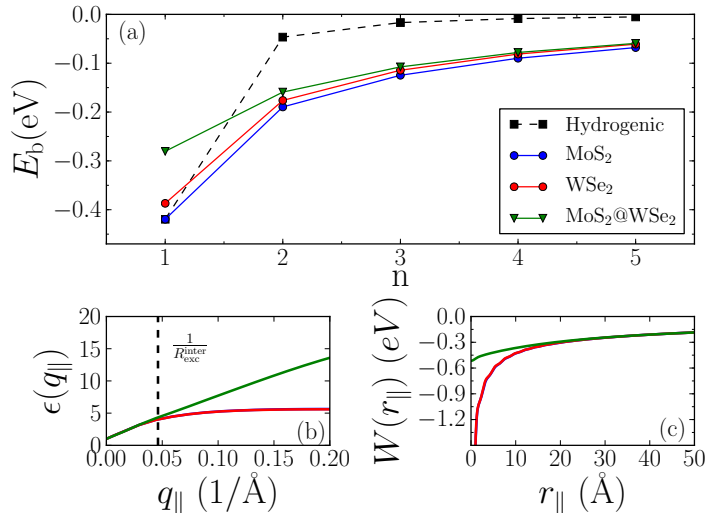 (a)
E_b(eV)
0.0
−0.1
−0.2
−0.3
−0.4
Hydrogenic
MoS₂
WSe₂
MoS₂@WSe₂
1 2 3 4 5
n
ϵ(q∥)
20
15
10
5
0
1/R_exc^inter
(b)
0.00 0.05 0.10 0.15 0.20
q∥ (1/Å)
W(r∥) (eV)
0.0
−0.3
−0.6
−0.9
−1.2
(c)
0 10 20 30 40 50
r∥ (Å)